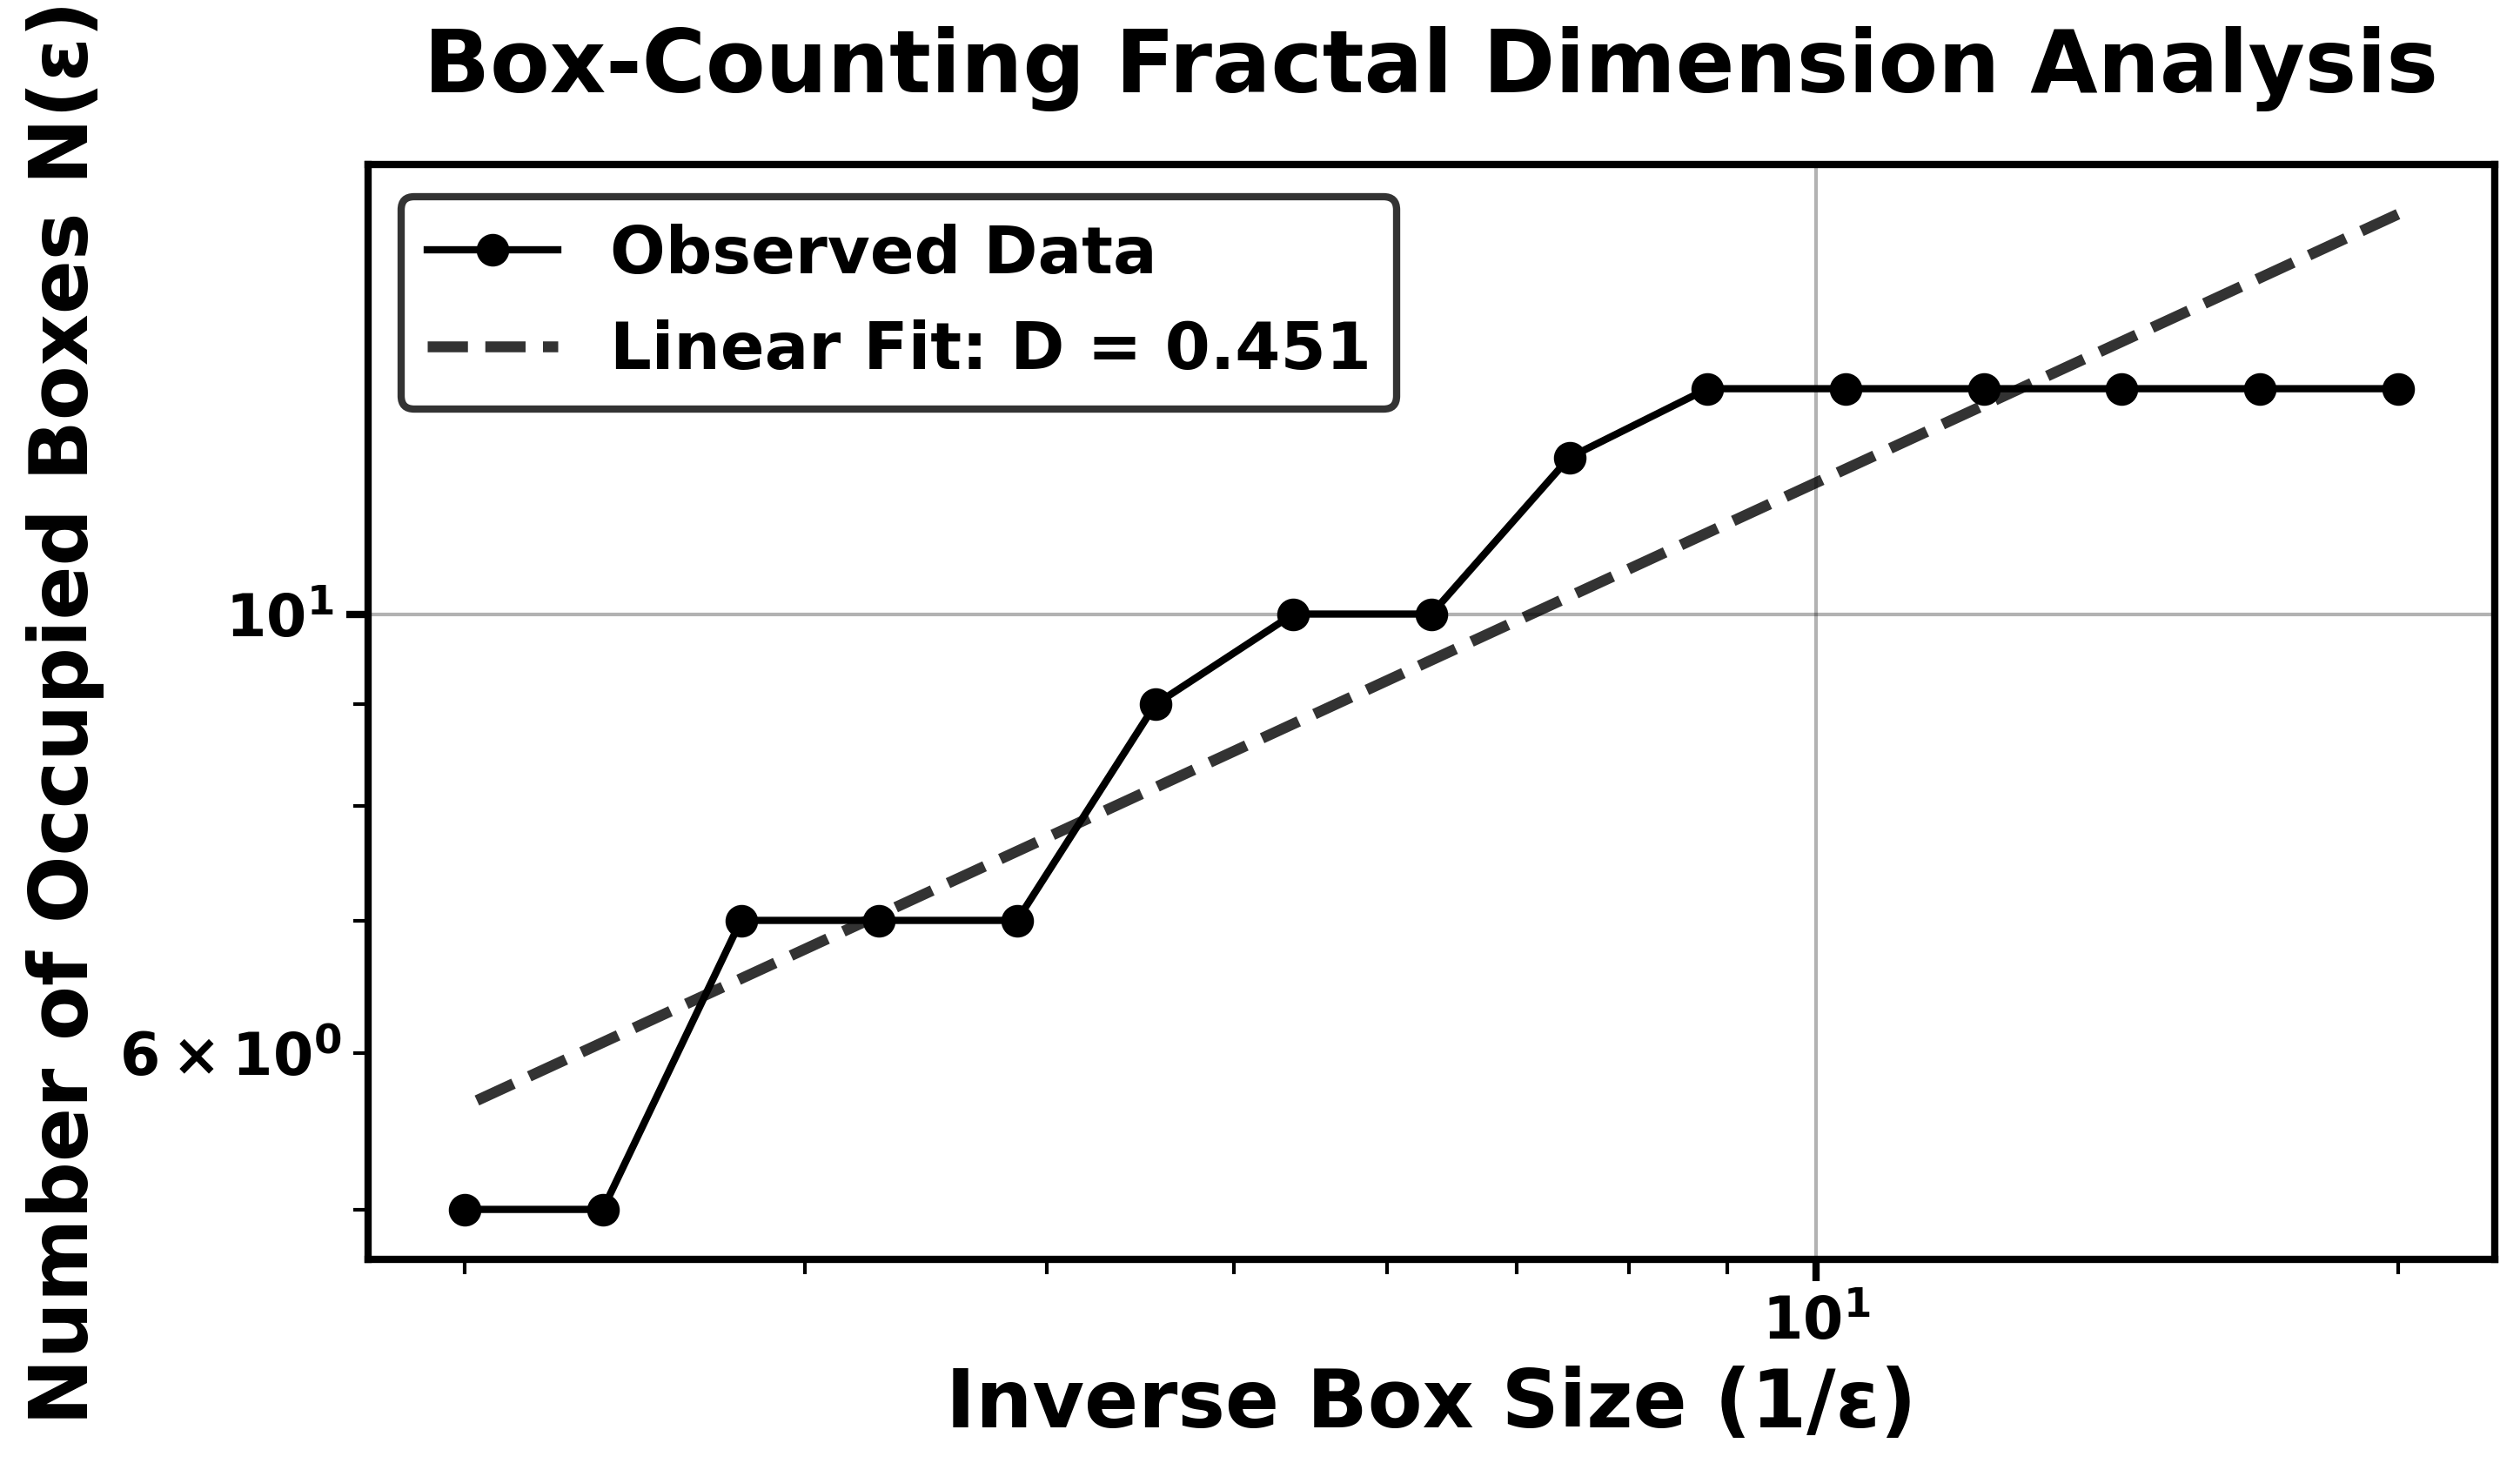 Box-Counting Fractal Dimension Analysis
Number of Occupied Boxes N(ε)
Observed Data
Linear Fit: D = 0.451
10¹
6 × 10⁰
10¹
Inverse Box Size (1/ε)